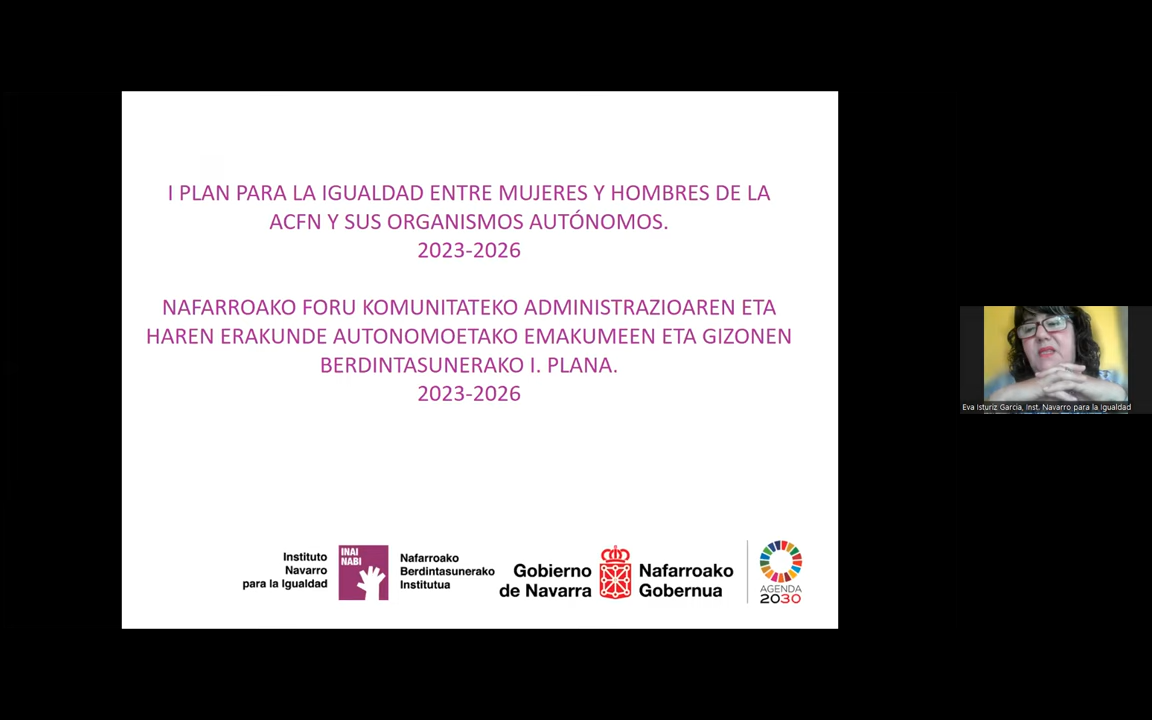 I PLAN PARA LA IGUALDAD ENTRE MUJERES Y HOMBRES DE LA
ACFN Y SUS ORGANISMOS AUTÓNOMOS.
2023-2026
NAFARROAKO FORU KOMUNITATEKO ADMINISTRAZIOAREN ETA
HAREN ERAKUNDE AUTONOMOETAKO EMAKUMEEN ETA GIZONEN
BERDINTASUNERAKO I. PLANA.
2023-2026
Instituto
Navarro
para la Igualdad
INAI
NABI
Nafarroako
Berdintasunerako
Institutua
Gobierno
de Navarra
Nafarroako
Gobernua
AGENDA
2030
Eva Isturiz Garcia, Inst. Navarro para la Igualdad